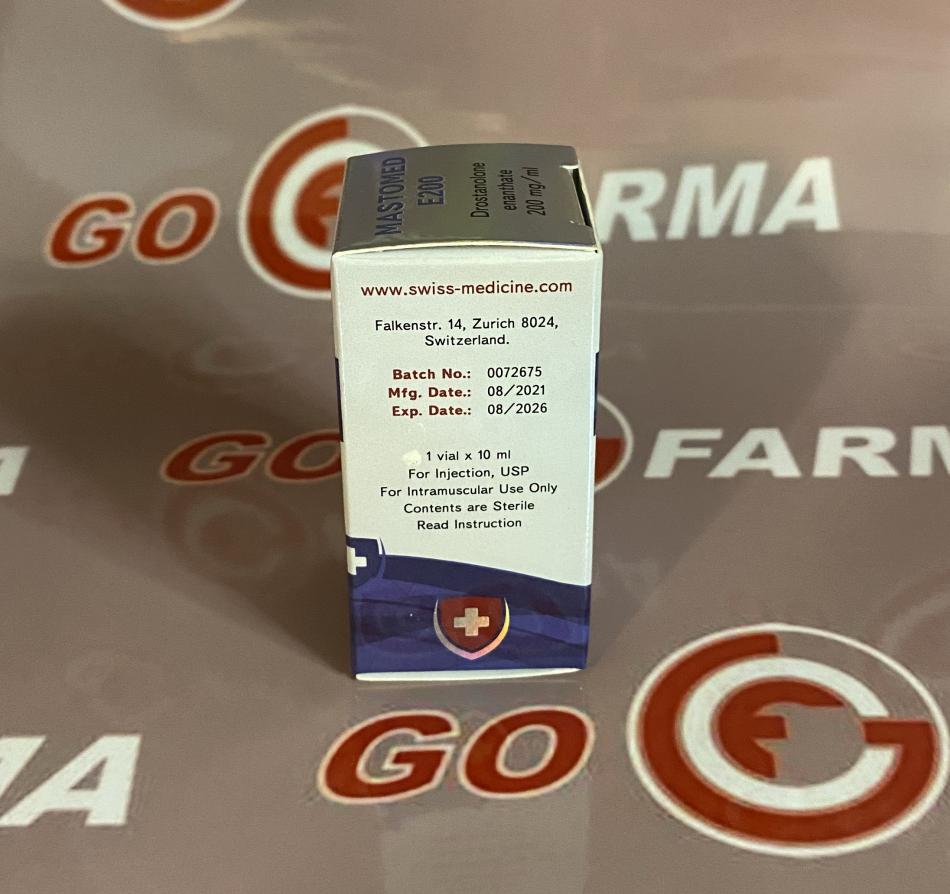 MASTOMED
E200
Drostanolone
enanthate
200 mg/ml
www.swiss-medicine.com
Falkenstr. 14, Zurich 8024,
Switzerland.
Batch No.: 0072675
Mfg. Date.: 08/2021
Exp. Date.: 08/2026
1 vial x 10 ml
For Injection, USP
For Intramuscular Use Only
Contents are Sterile
Read Instruction
GO RMA
GO FARM
MA GO